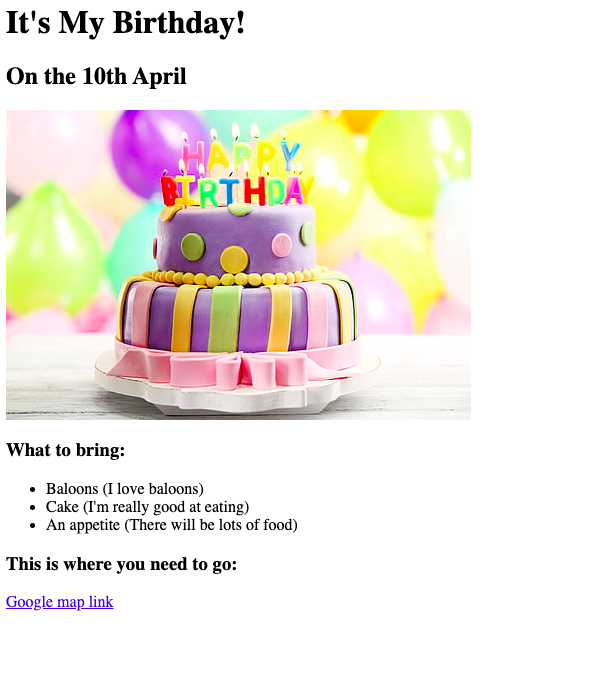 It's My Birthday!
On the 10th April
HAPPY
BIRTHDAY
What to bring:
Baloons (I love baloons)
Cake (I'm really good at eating)
An appetite (There will be lots of food)
This is where you need to go:
Google map link